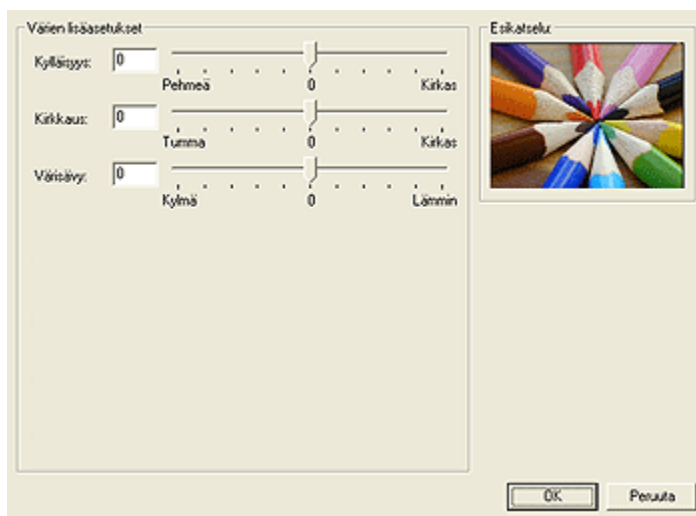 Värien lisäasetukset
Kylläisyys: 0
Pehmeä 0 Kirkas
Kirkkaus: 0
Tumma 0 Kirkas
Värisävy: 0
Kylmä 0 Lämmin
Esikatselu:
OK Peruuta